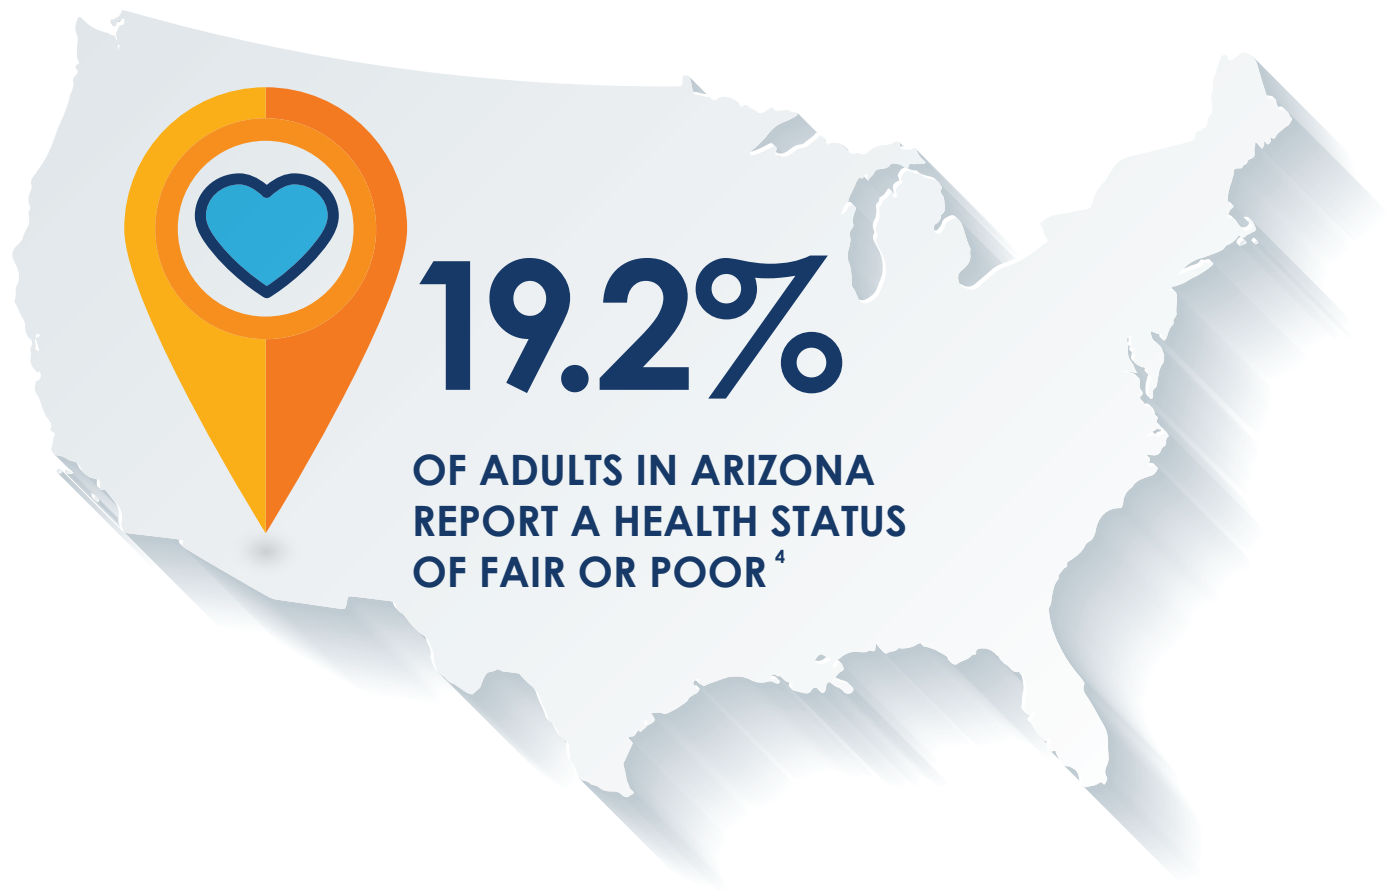 19.2%
OF ADULTS IN ARIZONA
REPORT A HEALTH STATUS
OF FAIR OR POOR 4